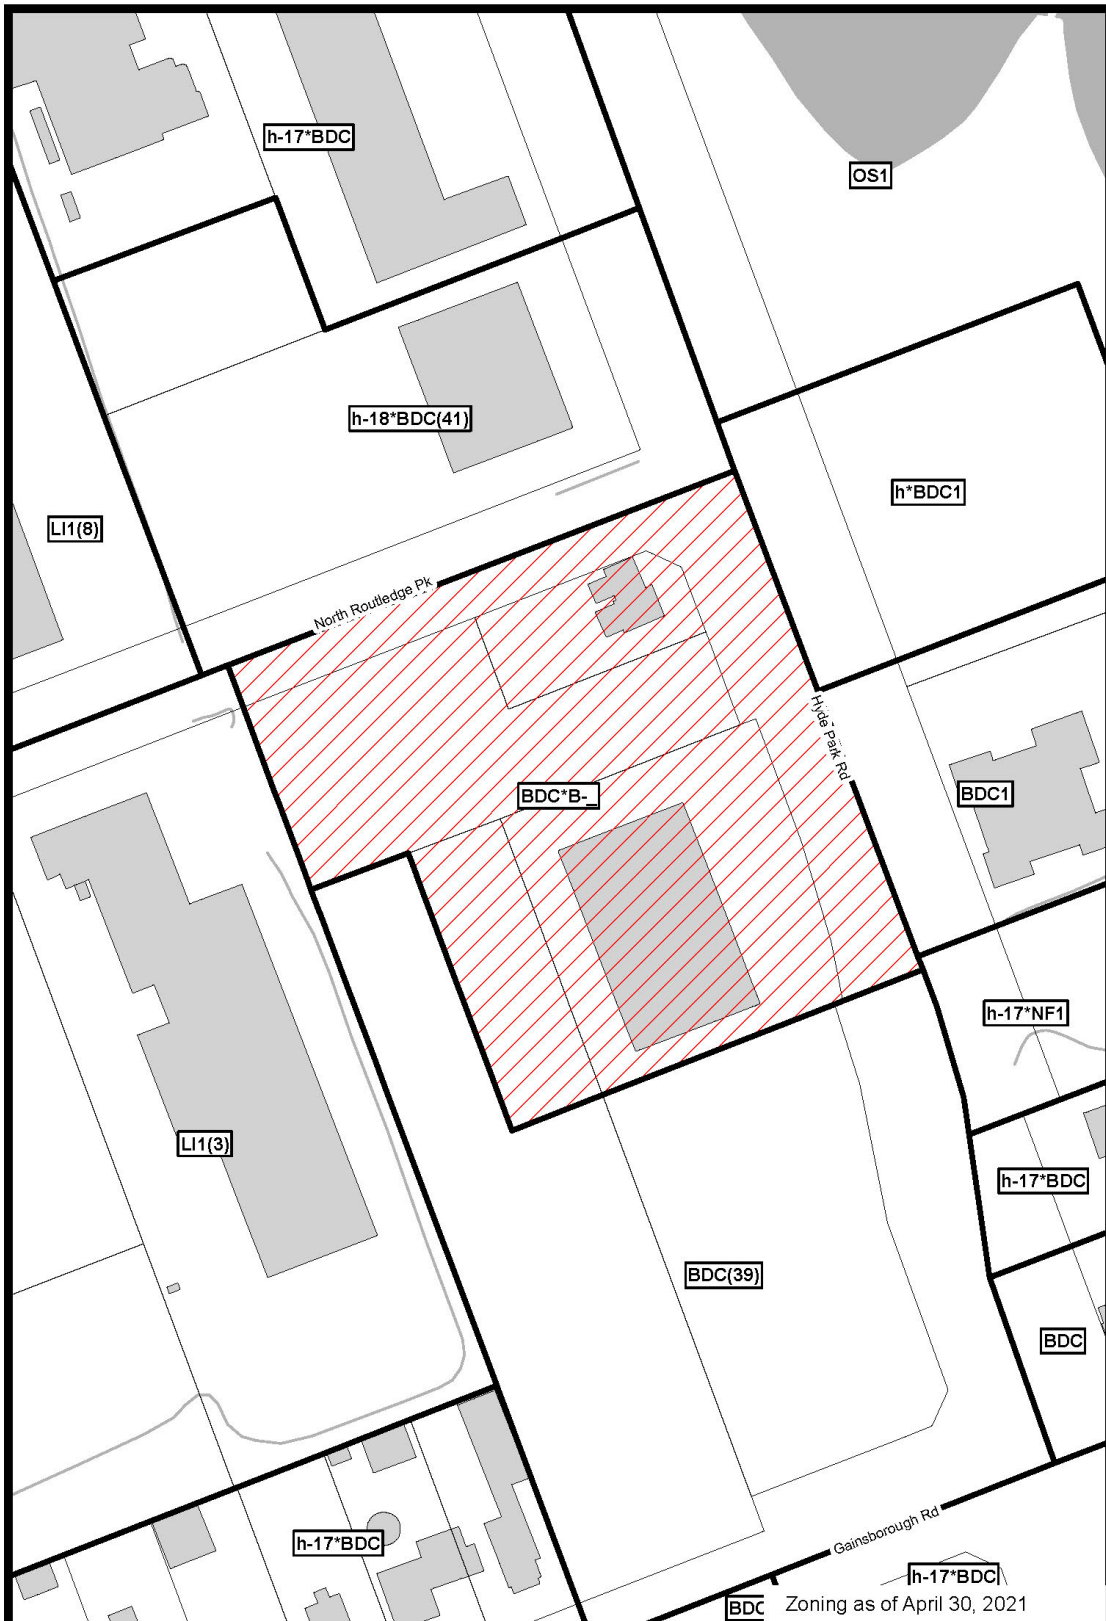 h-17*BDC
OS1
h-18*BDC(41)
h*BDC1
LI1(8)
North Routledge Pk
Hyde Park Rd
BDC*B-_
BDC1
h-17*NF1
LI1(3)
h-17*BDC
BDC(39)
BDC
Gainsborough Rd
h-17*BDC
h-17*BDC
BDC
Zoning as of April 30, 2021